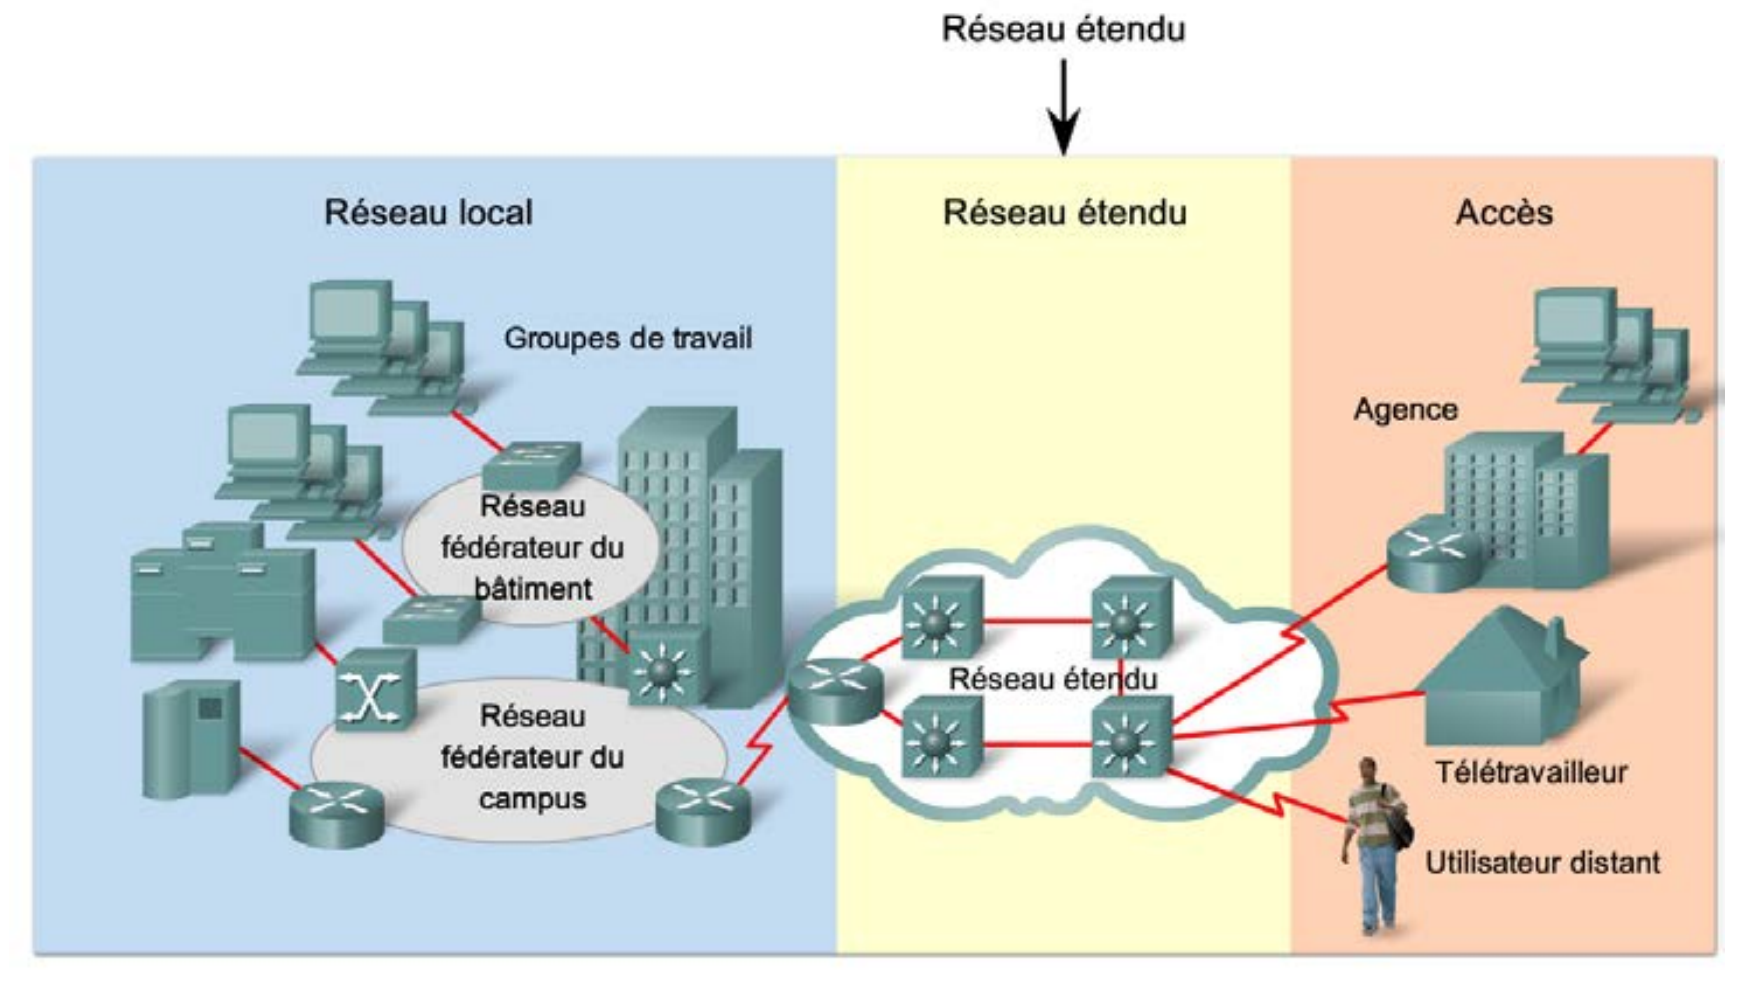 Réseau étendu
Réseau local
Réseau étendu
Accès
Groupes de travail
Agence
Réseau
fédérateur du
bâtiment
Réseau étendu
Réseau
fédérateur du
campus
Télétravailleur
Utilisateur distant